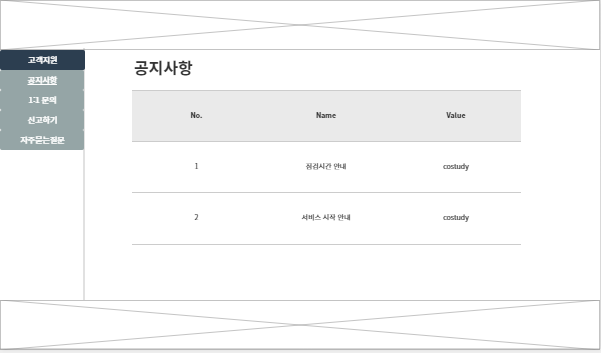 고객지원
공지사항
1:1 문의
신고하기
자주묻는질문
공지사항
No. Name Value
1 점검시간 안내 costudy
2 서비스 시작 안내 costudy